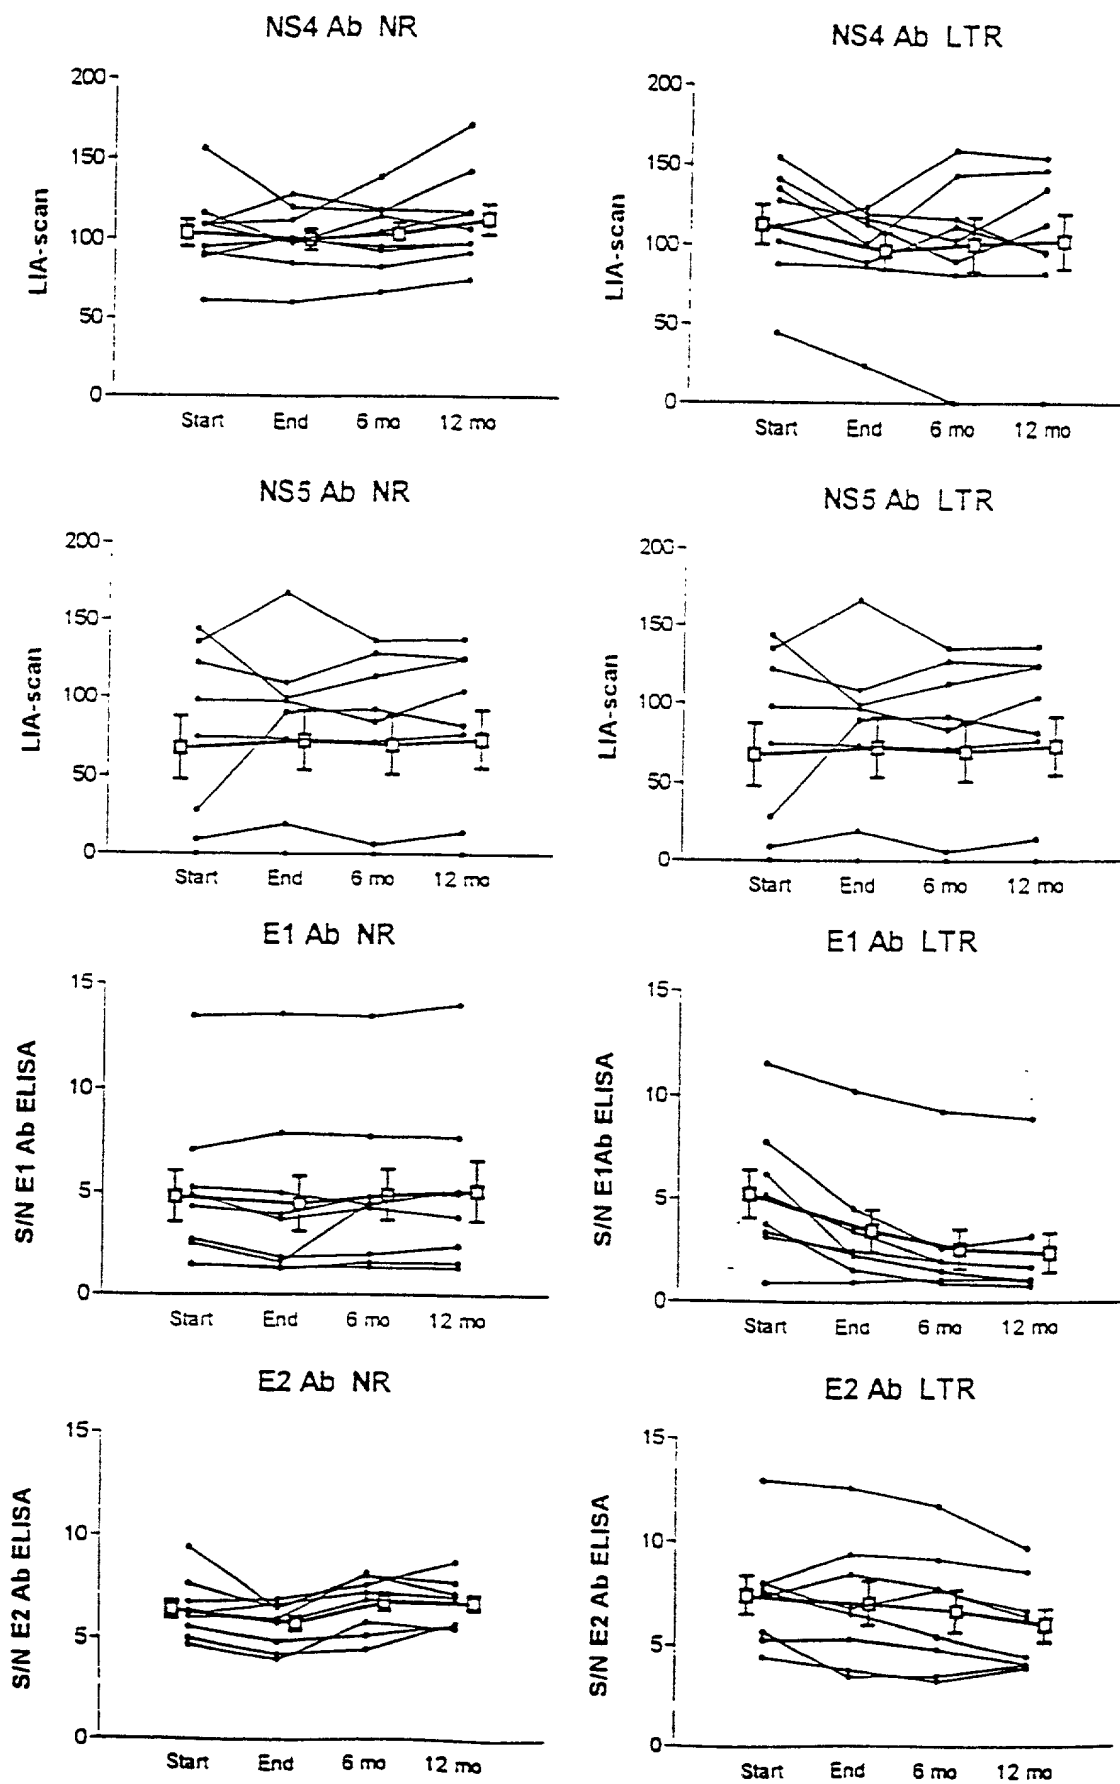 NS4 Ab NR
200
150
100
50
0
LIA-scan
Start End 6 mo 12 mo
NS4 Ab LTR
200
150
100
50
0
LIA-scan
Start End 6 mo 12 mo
NS5 Ab NR
200
150
100
50
0
LIA-scan
Start End 6 mo 12 mo
NS5 Ab LTR
200
150
100
50
0
LIA-scan
Start End 6 mo 12 mo
E1 Ab NR
15
10
5
0
S/N E1 Ab ELISA
Start End 6 mo 12 mo
E1 Ab LTR
15
10
5
0
S/N E1Ab ELISA
Start End 6 mo 12 mo
E2 Ab NR
15
10
5
0
S/N E2 Ab ELISA
Start End 6 mo 12 mo
E2 Ab LTR
15
10
5
0
S/N E2 Ab ELISA
Start End 6 mo 12 mo